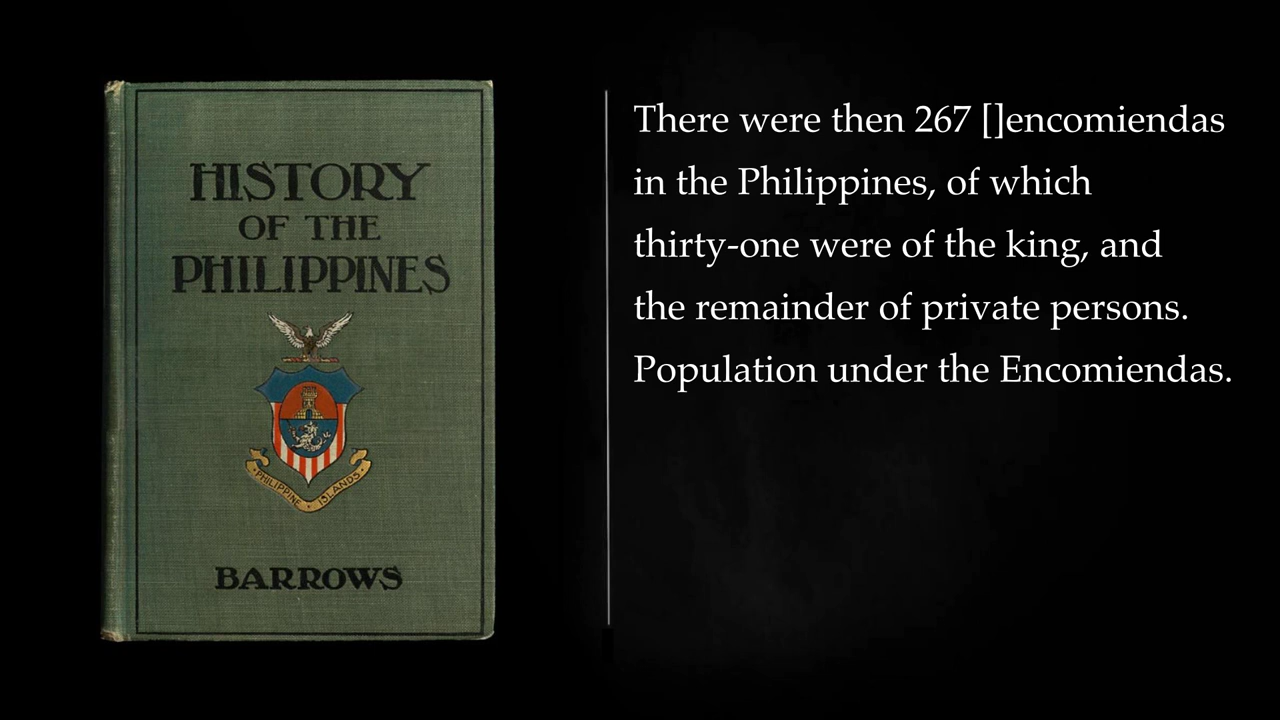 HISTORY
OF THE
PHILIPPINES
PHILIPPINE ISLANDS
BARROWS
There were then 267 []encomiendas
in the Philippines, of which
thirty-one were of the king, and
the remainder of private persons.
Population under the Encomiendas.